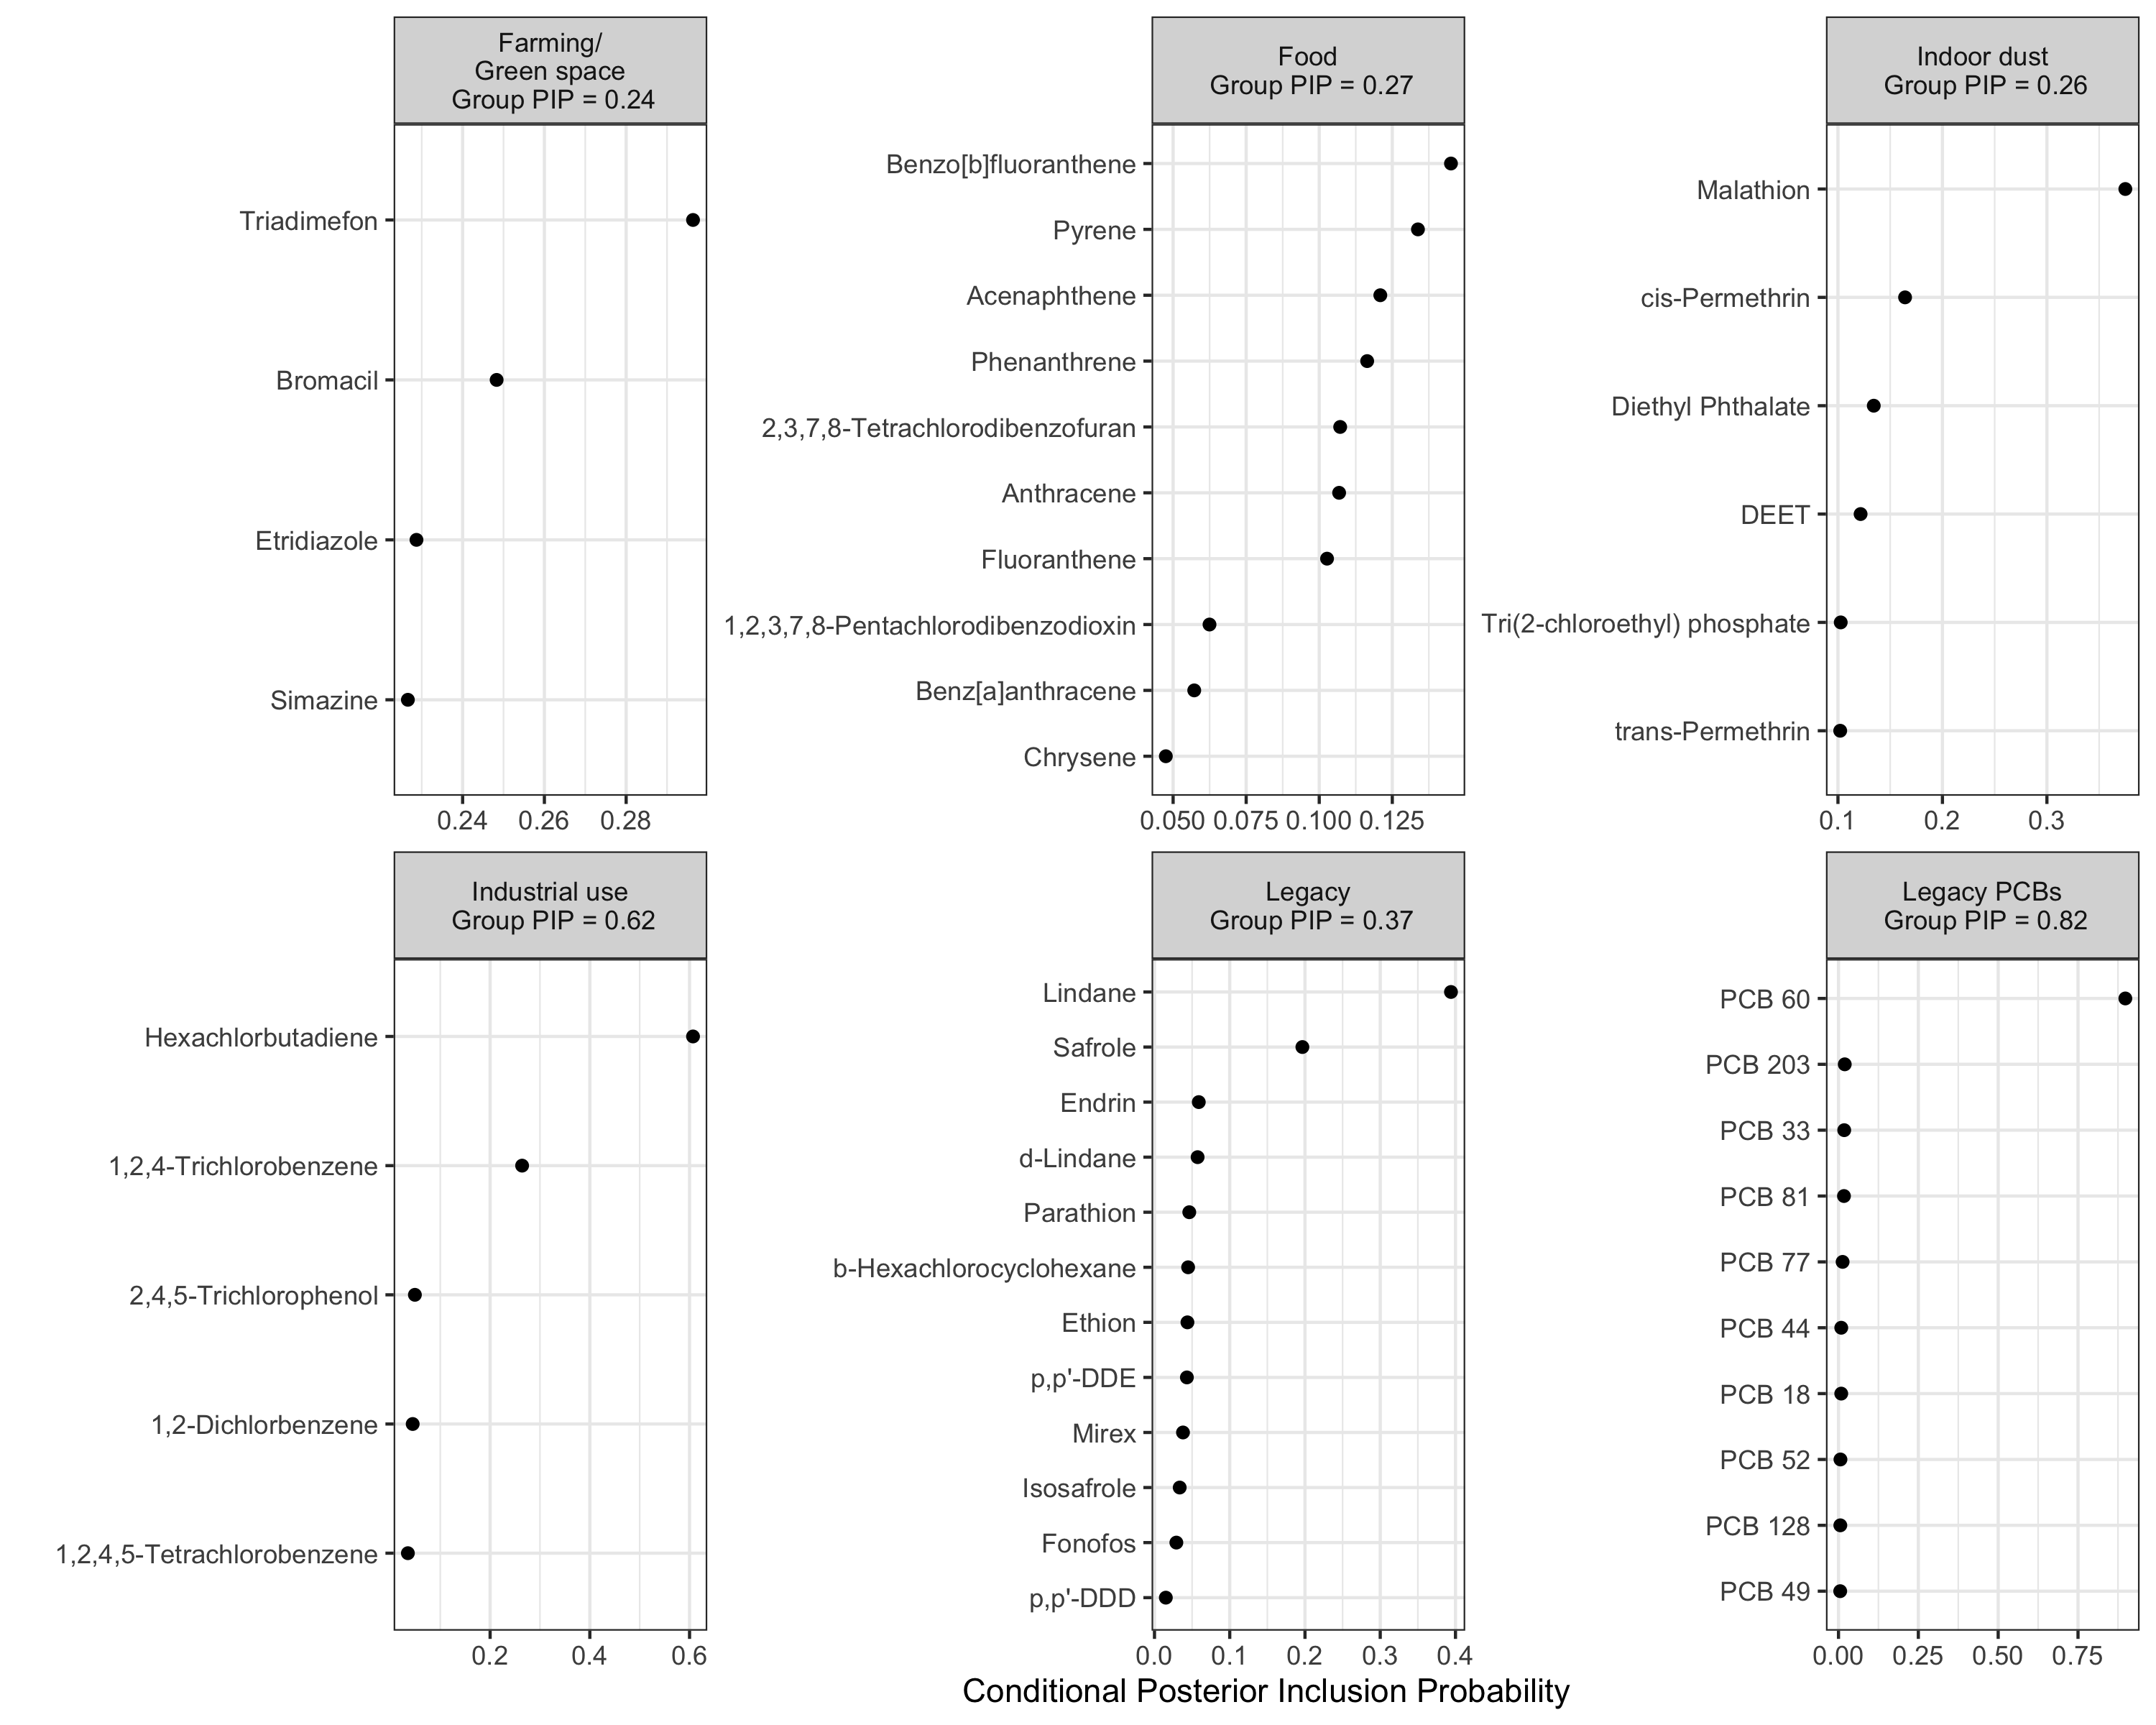 Farming/
Green space
Group PIP = 0.24
Triadimefon
Bromacil
Etridiazole
Simazine
0.24 0.26 0.28
Food
Group PIP = 0.27
Benzo[b]fluoranthene
Pyrene
Acenaphthene
Phenanthrene
2,3,7,8-Tetrachlorodibenzofuran
Anthracene
Fluoranthene
1,2,3,7,8-Pentachlorodibenzodioxin
Benz[a]anthracene
Chrysene
0.050 0.075 0.100 0.125
Indoor dust
Group PIP = 0.26
Malathion
cis-Permethrin
Diethyl Phthalate
DEET
Tri(2-chloroethyl) phosphate
trans-Permethrin
0.1 0.2 0.3
Industrial use
Group PIP = 0.62
Hexachlorbutadiene
1,2,4-Trichlorobenzene
2,4,5-Trichlorophenol
1,2-Dichlorbenzene
1,2,4,5-Tetrachlorobenzene
0.2 0.4 0.6
Legacy
Group PIP = 0.37
Lindane
Safrole
Endrin
d-Lindane
Parathion
b-Hexachlorocyclohexane
Ethion
p,p'-DDE
Mirex
Isosafrole
Fonofos
p,p'-DDD
0.0 0.1 0.2 0.3 0.4
Legacy PCBs
Group PIP = 0.82
PCB 60
PCB 203
PCB 33
PCB 81
PCB 77
PCB 44
PCB 18
PCB 52
PCB 128
PCB 49
0.00 0.25 0.50 0.75
Conditional Posterior Inclusion Probability